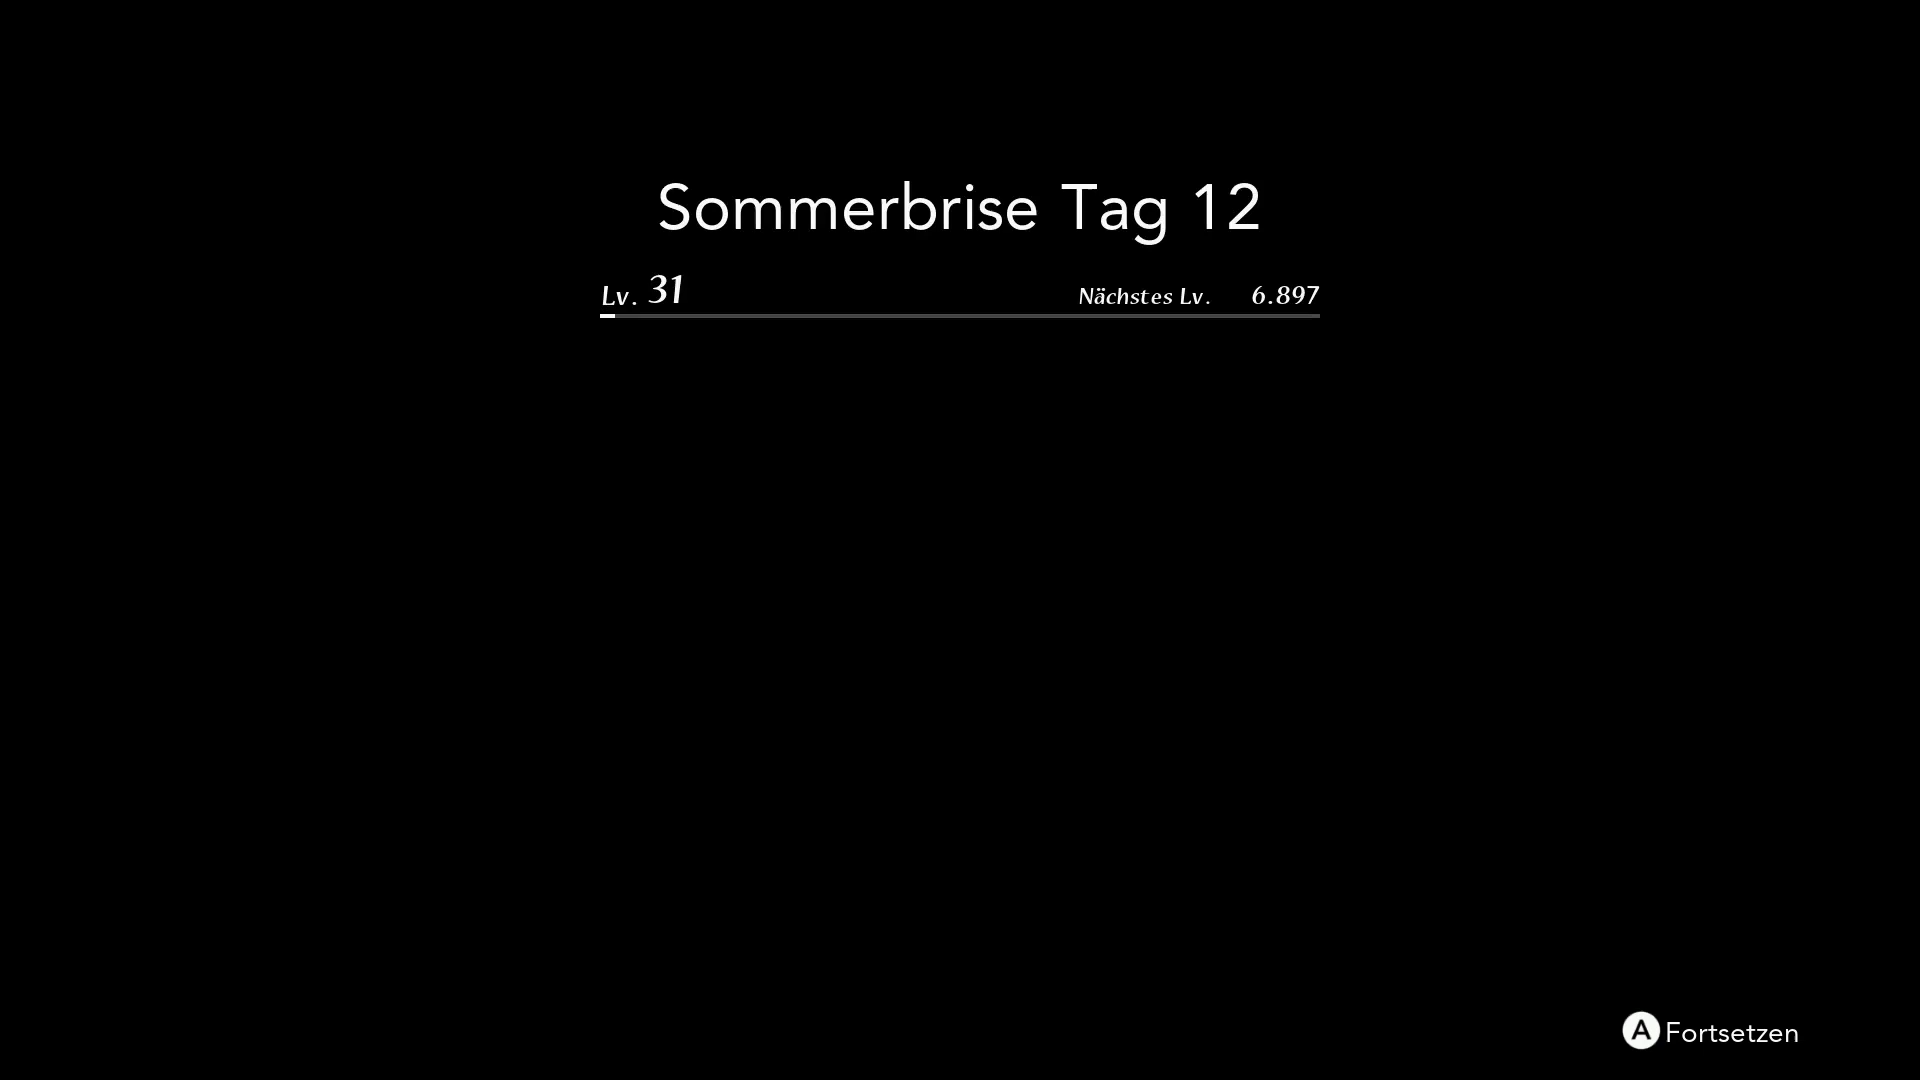 Sommerbrise Tag 12
Lv. 31 Nächstes Lv. 6.897
A Fortsetzen